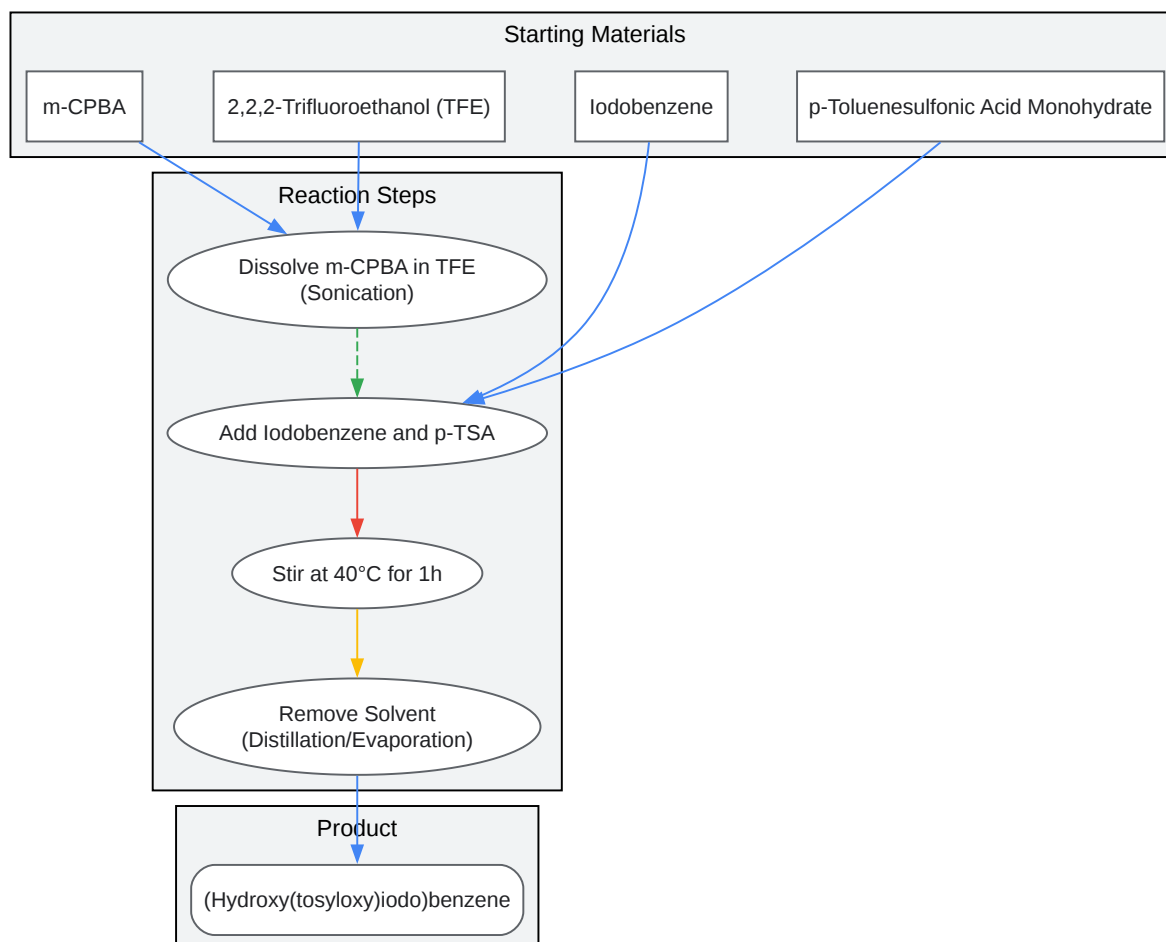 Starting Materials
m-CPBA
2,2,2-Trifluoroethanol (TFE)
Iodobenzene
p-Toluenesulfonic Acid Monohydrate
Reaction Steps
Dissolve m-CPBA in TFE
(Sonication)
Add Iodobenzene and p-TSA
Stir at 40°C for 1h
Remove Solvent
(Distillation/Evaporation)
Product
(Hydroxy(tosyloxy)iodo)benzene